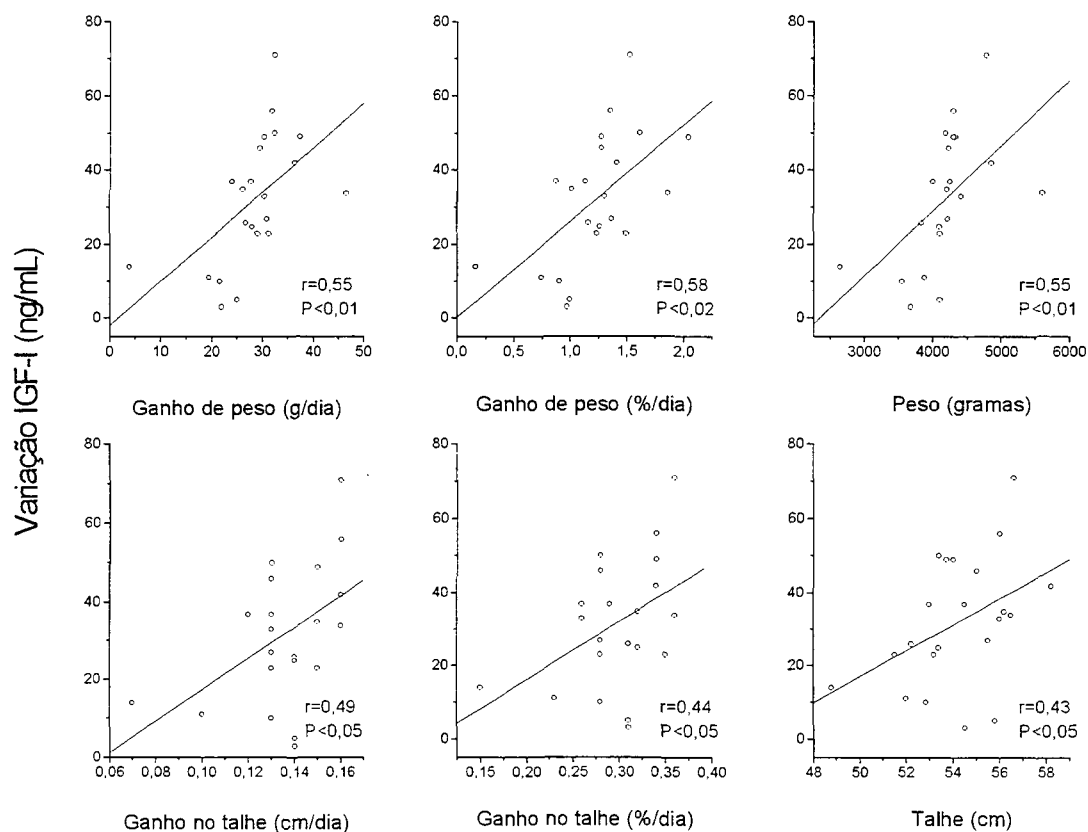 Variação IGF-I (ng/mL)
80
60
40
20
0
r=0,55
P<0,01
0 10 20 30 40 50
Ganho de peso (g/dia)
80
60
40
20
0
r=0,58
P<0,02
0,0 0,5 1,0 1,5 2,0
Ganho de peso (%/dia)
80
60
40
20
0
r=0,55
P<0,01
3000 4000 5000 6000
Peso (gramas)
80
60
40
20
0
r=0,49
P<0,05
0,06 0,08 0,10 0,12 0,14 0,16
Ganho no talhe (cm/dia)
80
60
40
20
0
r=0,44
P<0,05
0,15 0,20 0,25 0,30 0,35 0,40
Ganho no talhe (%/dia)
80
60
40
20
0
r=0,43
P<0,05
48 50 52 54 56 58
Talhe (cm)